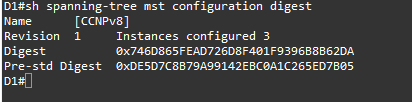 D1#sh spanning-tree mst configuration digest
Name      [CCNPv8]
Revision  1     Instances configured 3
Digest          0x746D865FEAD726D8F401F9396B8B62DA
Pre-std Digest  0xDE5D7C8B79A99142EBC0A1C265ED7B05
D1#